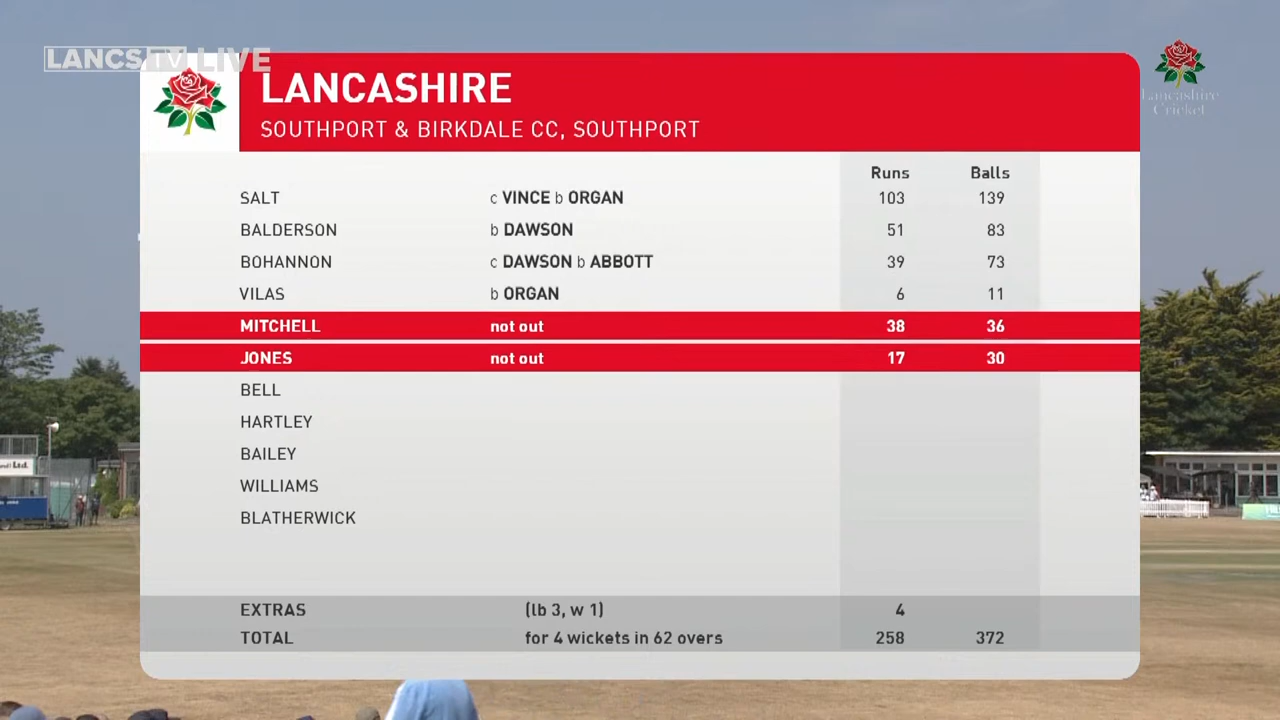 LANCS TV LIVE
LANCASHIRE
SOUTHPORT & BIRKDALE CC, SOUTHPORT
Lancashire
Cricket
Runs Balls
SALT c VINCE b ORGAN 103 139
BALDERSON b DAWSON 51 83
BOHANNON c DAWSON b ABBOTT 39 73
VILAS b ORGAN 6 11
MITCHELL not out 38 36
JONES not out 17 30
BELL
HARTLEY
BAILEY
WILLIAMS
BLATHERWICK
EXTRAS (lb 3, w 1) 4
TOTAL for 4 wickets in 62 overs 258 372
Ltd.